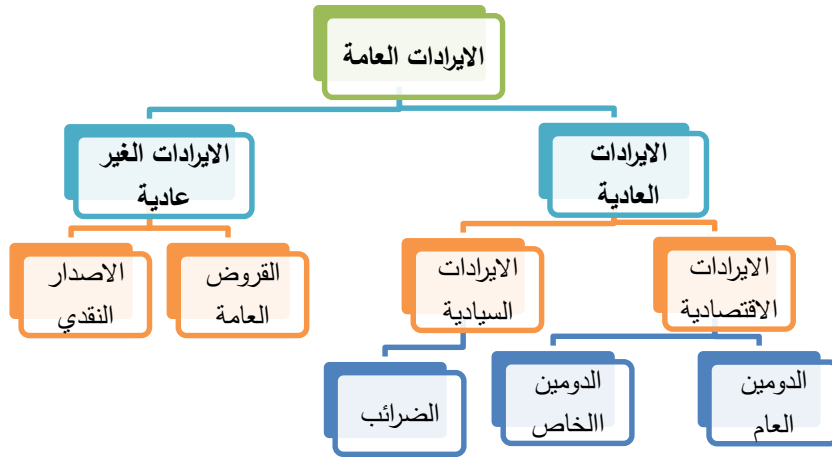 الايرادات العامة
الايرادات
العادية
الايرادات الغير
عادية
الايرادات
الاقتصادية
الايرادات
السيادية
القروض
العامة
الاصدار
النقدي
الدومين
العام
الدومين
االخاص
الضرائب